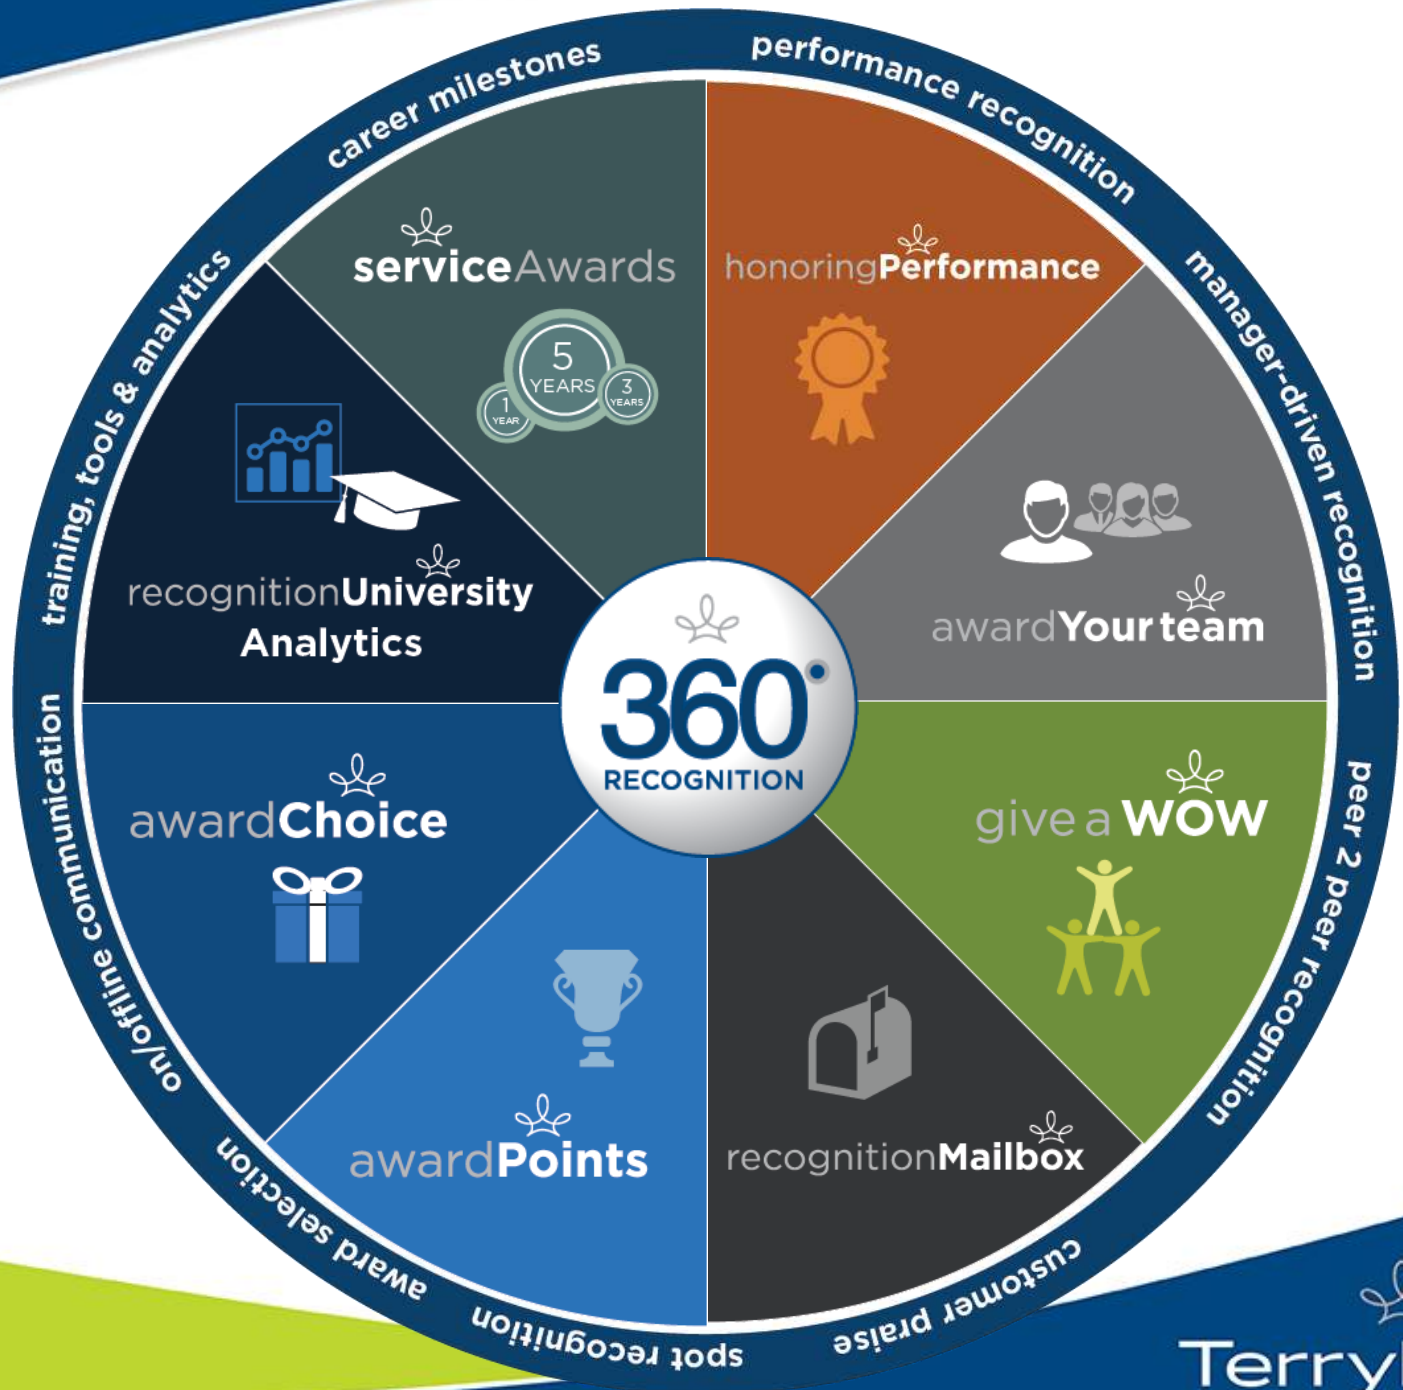 career milestones
performance recognition
manager-driven recognition
peer 2 peer recognition
customer praise
spot recognition
award selection
on/offline communication
training, tools & analytics
serviceAwards
5
YEARS
1
YEAR
3
YEARS
honoringPerformance
awardYour team
give a WOW
recognitionMailbox
awardPoints
awardChoice
recognitionUniversity
Analytics
360°
RECOGNITION
Terry